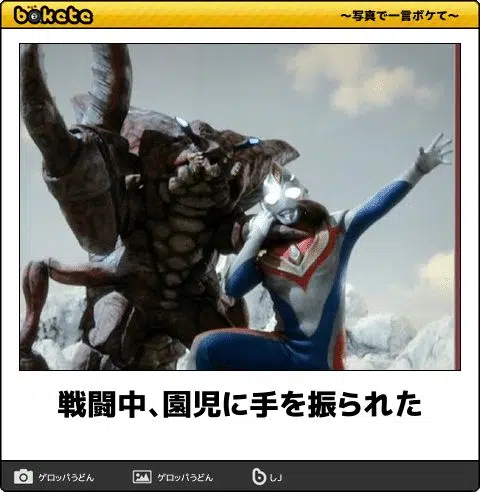 bokete
～写真で一言ボケて～
戦闘中、園児に手を振られた
ゲロッパうどん
ゲロッパうどん
しJ